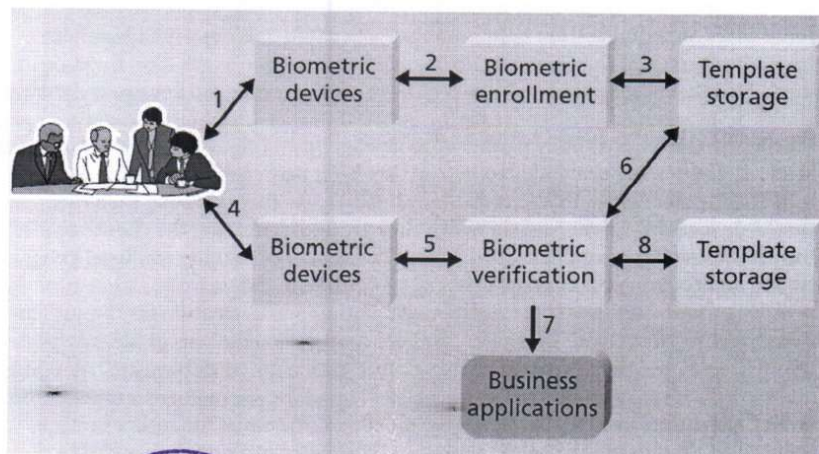 Biometric
devices
2
Biometric
enrollment
3
Template
storage
1
6
4
Biometric
devices
5
Biometric
verification
8
Template
storage
7
Business
applications